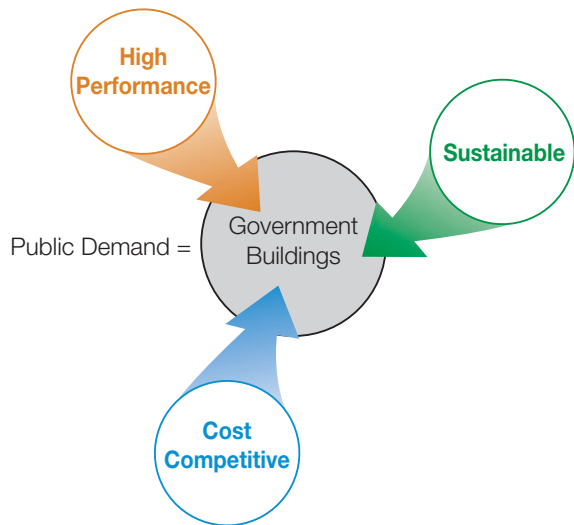 High
Performance
Sustainable
Public Demand =
Government
Buildings
Cost
Competitive